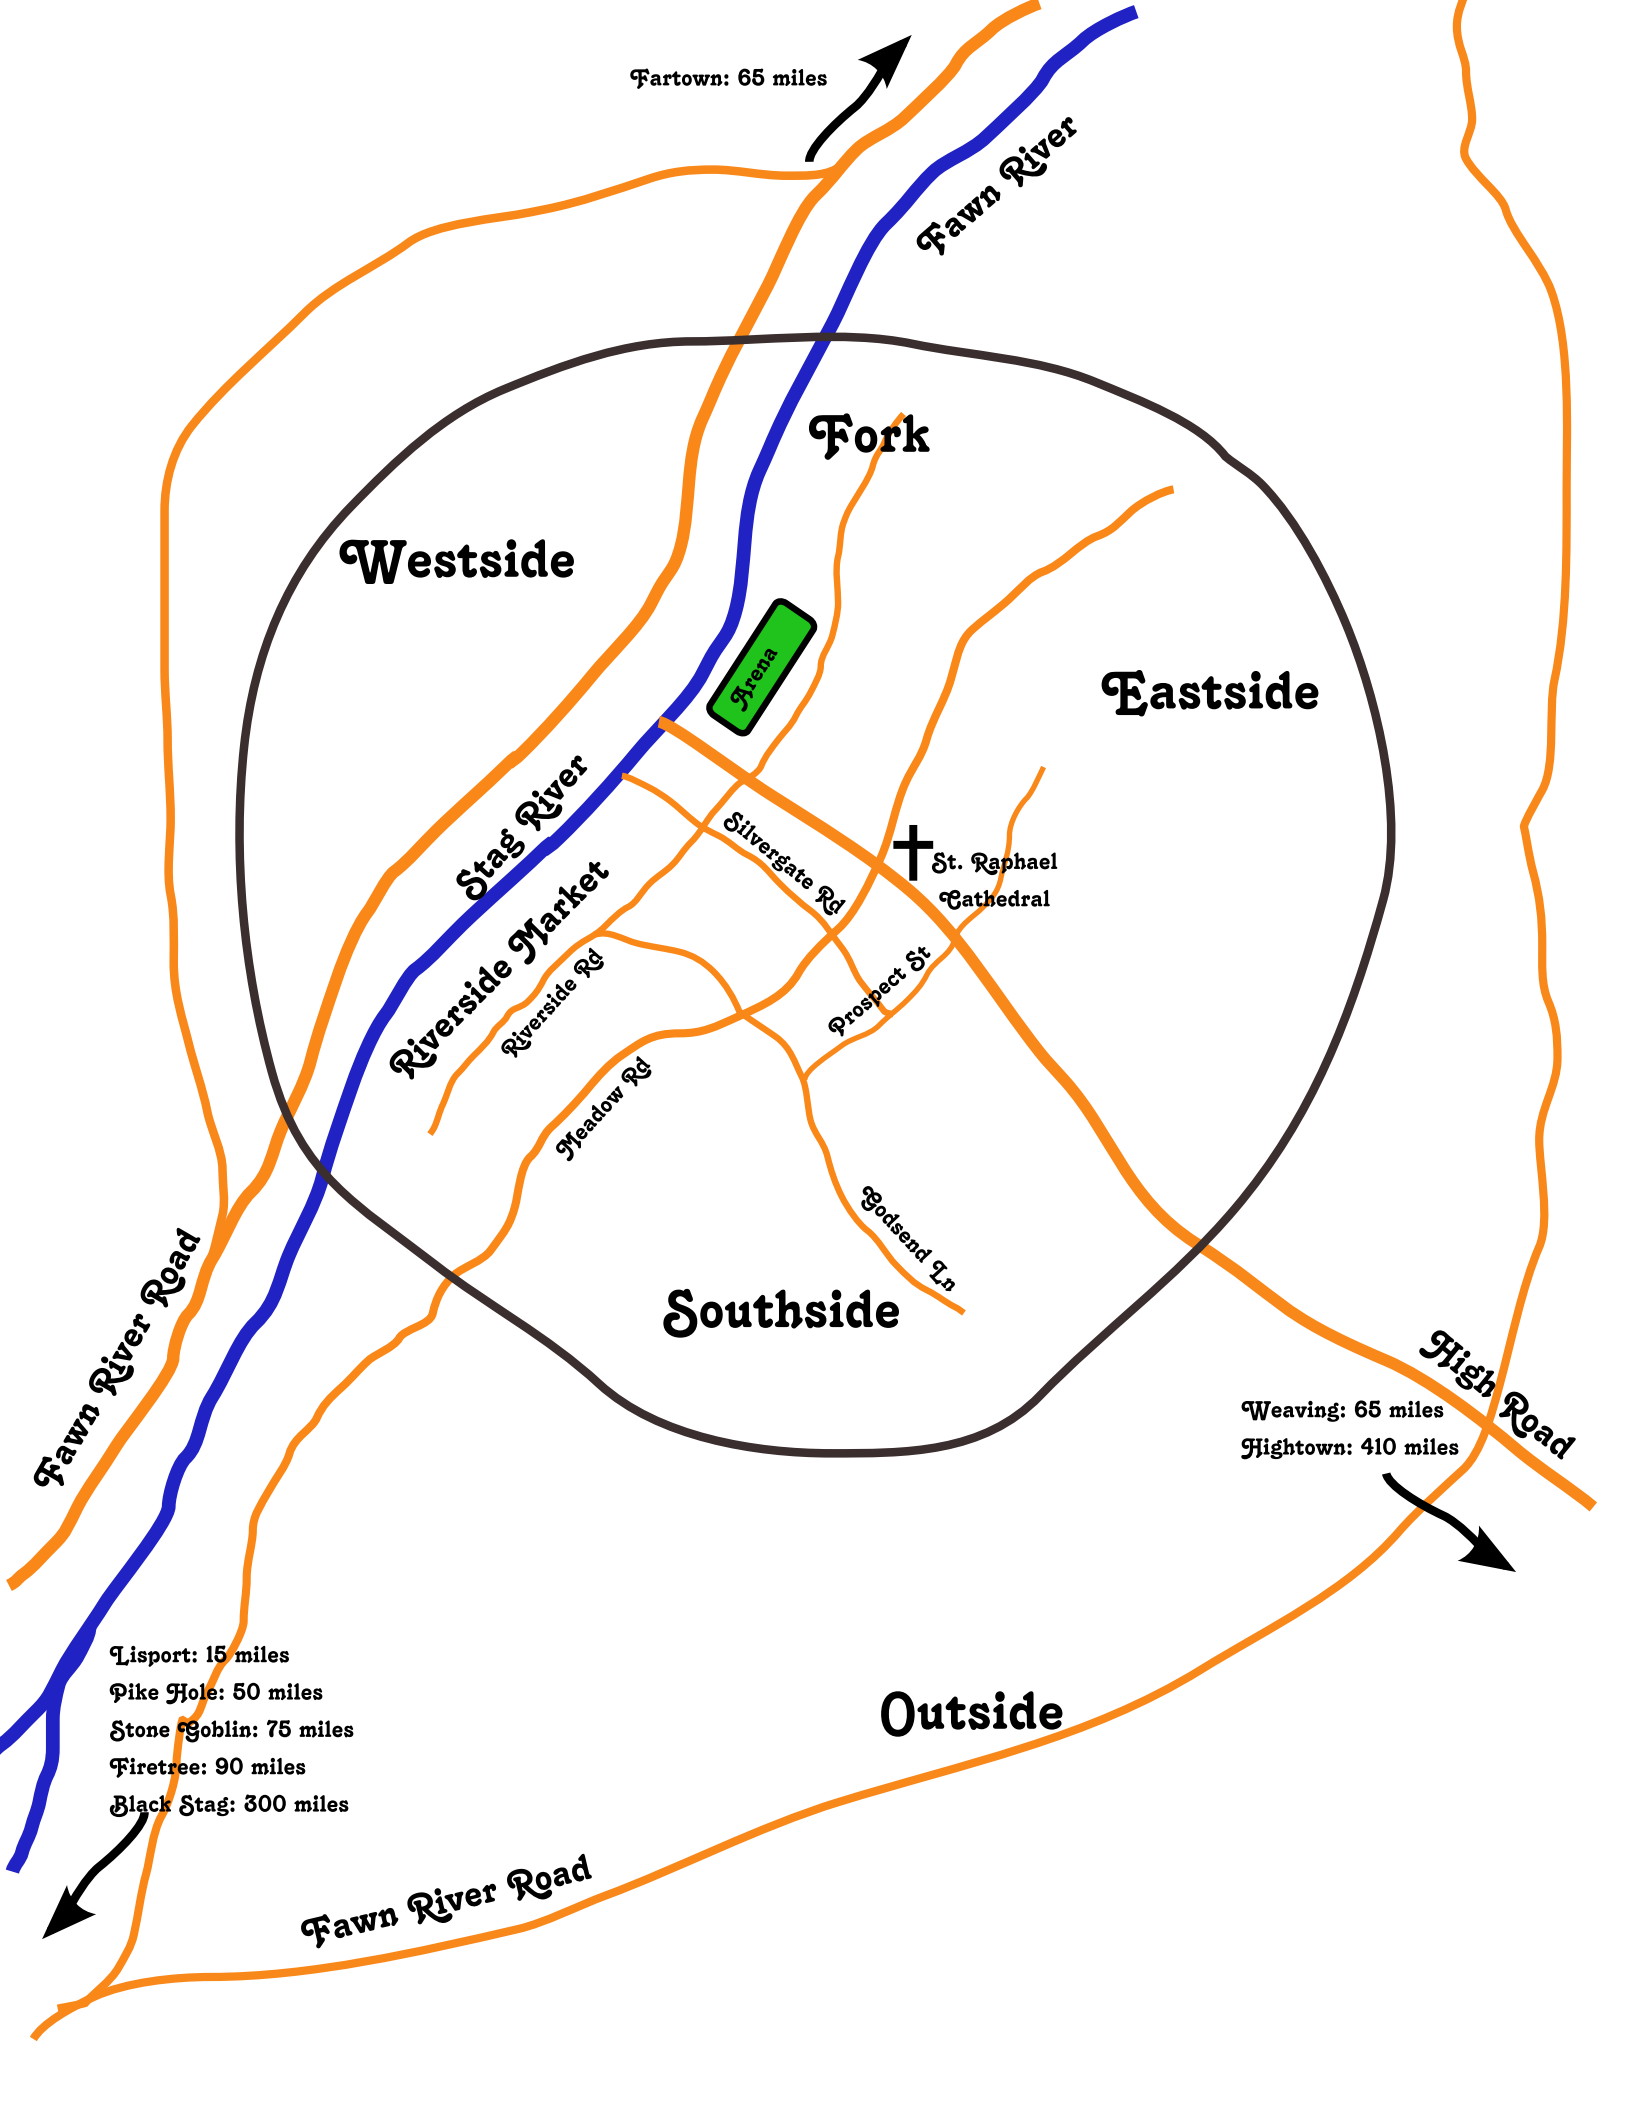 Fartown: 65 miles
Fawn River
Fork
Westside
Arena
Eastside
Stag River
Silvergate Rd
St. Raphael
Cathedral
Riverside Market
Riverside Rd
Prospect St
Meadow Rd
Godsend Ln
Southside
Fawn River Road
High Road
Weaving: 65 miles
Hightown: 410 miles
Lisport: 15 miles
Pike Hole: 50 miles
Stone Goblin: 75 miles
Firetree: 90 miles
Black Stag: 300 miles
Outside
Fawn River Road